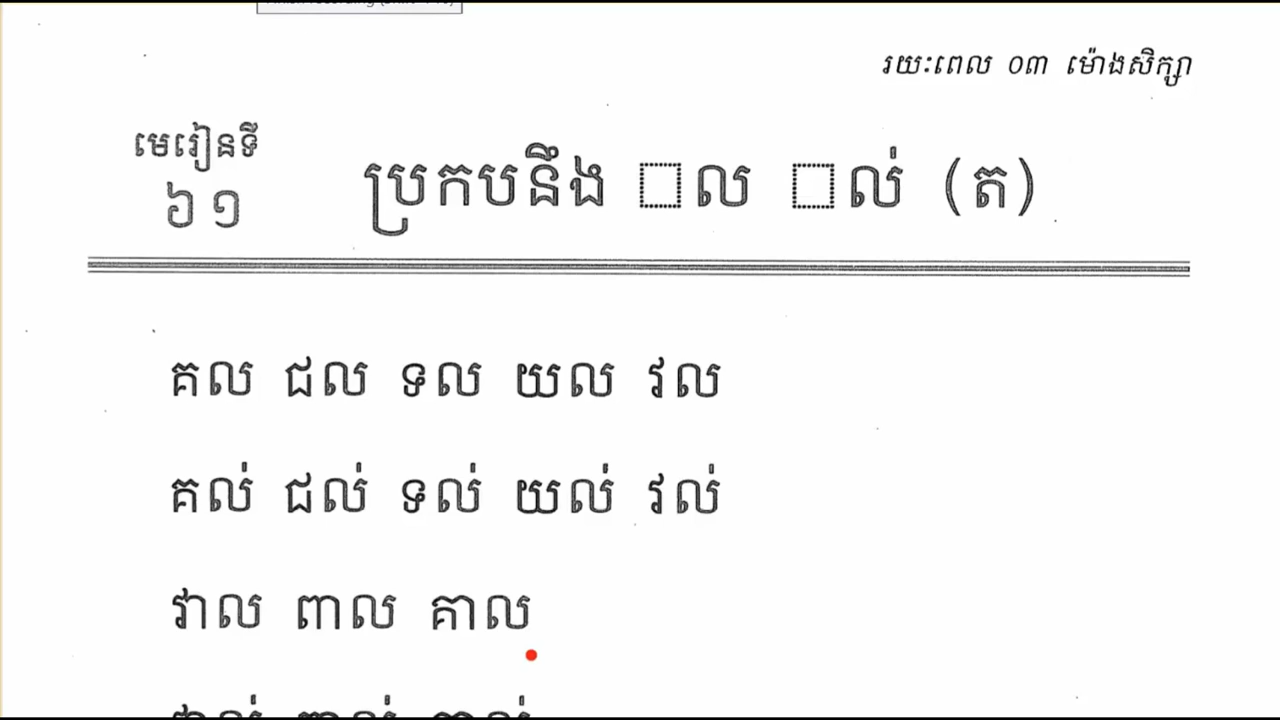 រយៈពេល ០៣ ម៉ោងសិក្សា
មេរៀនទី
៦១
ប្រកបនឹង □ល □ល់ (ត)
គល ជល ទល យល វល
គល់ ជល់ ទល់ យល់ វល់
វាល ពាល គាល